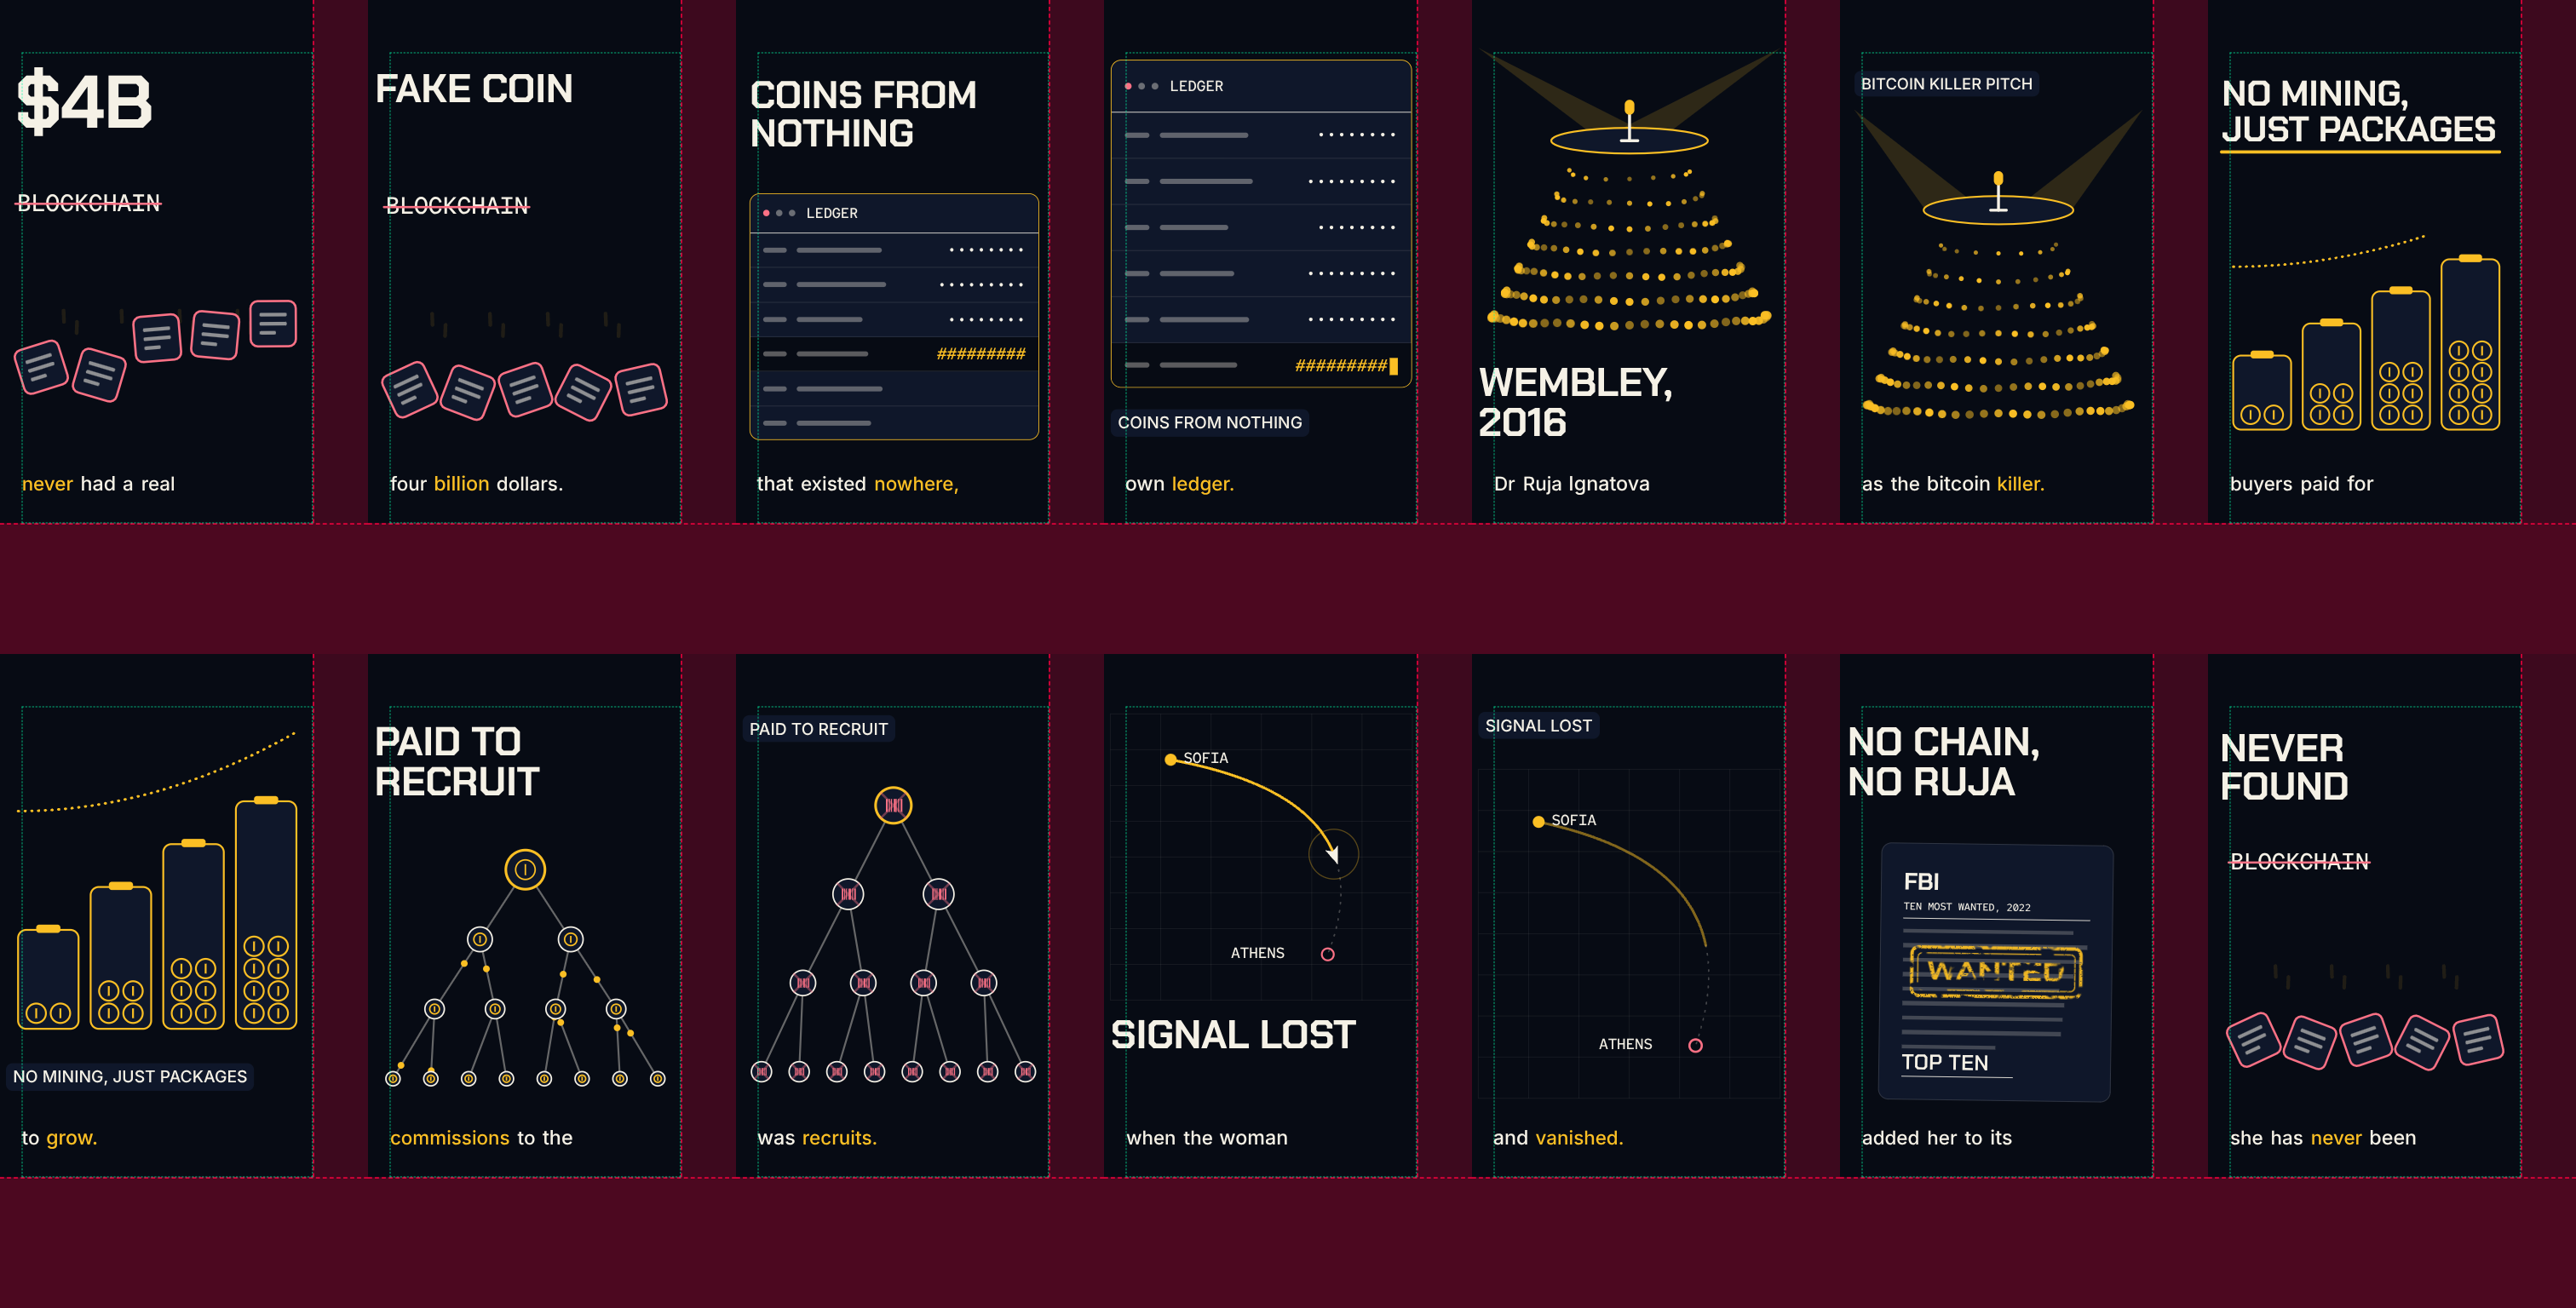 $4B
BLOCKCHAIN
never had a real
FAKE COIN
BLOCKCHAIN
four billion dollars.
COINS FROM
NOTHING
LEDGER
#########
that existed nowhere,
LEDGER
#########
COINS FROM NOTHING
own ledger.
WEMBLEY,
2016
Dr Ruja Ignatova
BITCOIN KILLER PITCH
as the bitcoin killer.
NO MINING,
JUST PACKAGES
buyers paid for
NO MINING, JUST PACKAGES
to grow.
PAID TO
RECRUIT
commissions to the
PAID TO RECRUIT
was recruits.
SOFIA
ATHENS
SIGNAL LOST
when the woman
SIGNAL LOST
SOFIA
ATHENS
and vanished.
NO CHAIN,
NO RUJA
FBI
TEN MOST WANTED, 2022
WANTED
TOP TEN
added her to its
NEVER
FOUND
BLOCKCHAIN
she has never been